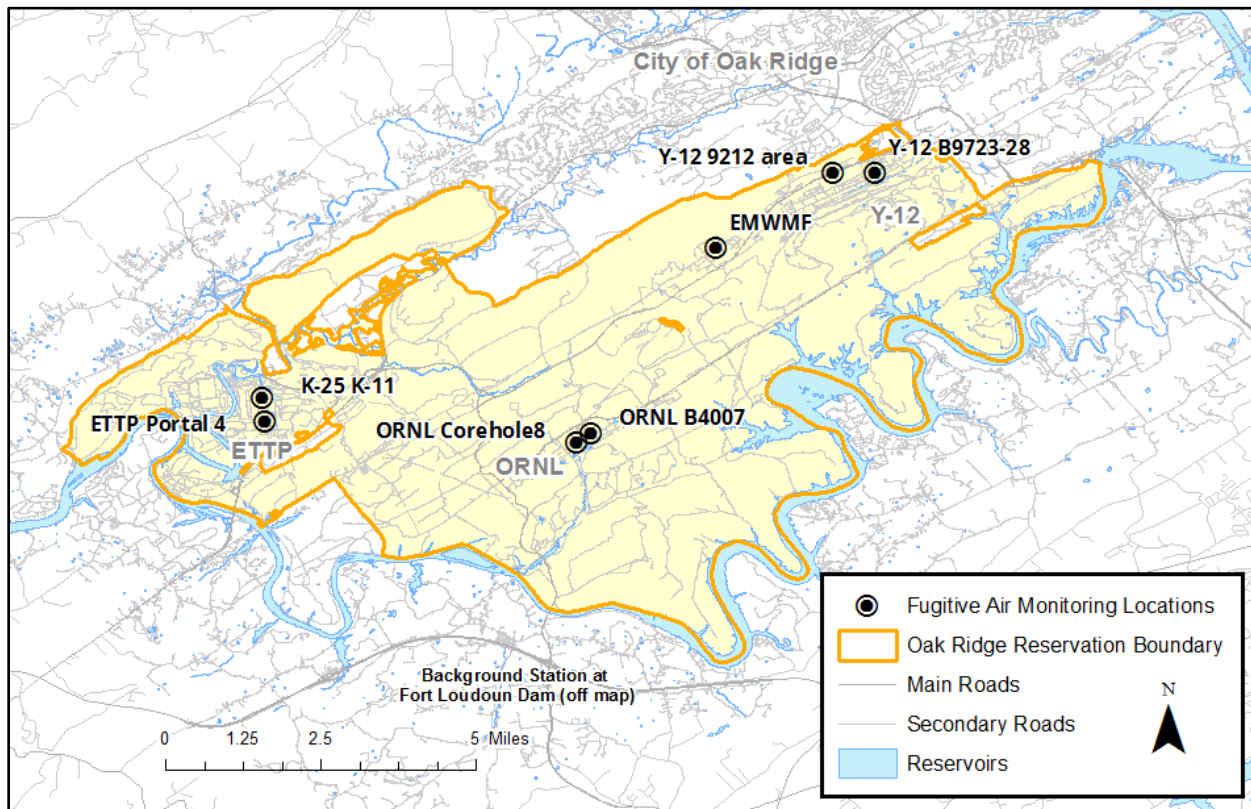 City of Oak Ridge
Y-12 9212 area
Y-12 B9723-28
Y-12
EMWMF
K-25 K-11
ETTP Portal 4
ETTP
ORNL Corehole8
ORNL B4007
ORNL
Background Station at
Fort Loudoun Dam (off map)
0 1.25 2.5 5 Miles
Fugitive Air Monitoring Locations
Oak Ridge Reservation Boundary
Main Roads
Secondary Roads
Reservoirs
N